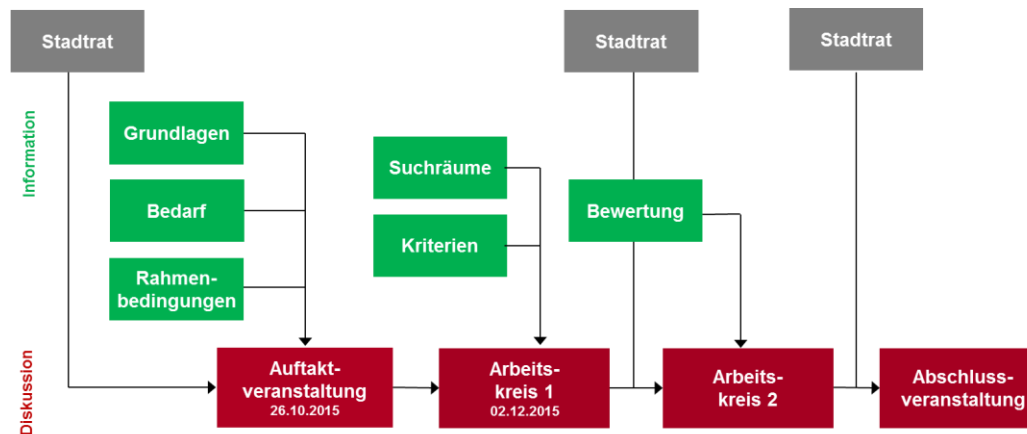 Stadtrat
Stadtrat
Stadtrat
Information
Grundlagen
Bedarf
Rahmen-
bedingungen
Suchräume
Kriterien
Bewertung
Diskussion
Auftakt-
veranstaltung
26.10.2015
Arbeits-
kreis 1
02.12.2015
Arbeits-
kreis 2
Abschluss-
veranstaltung